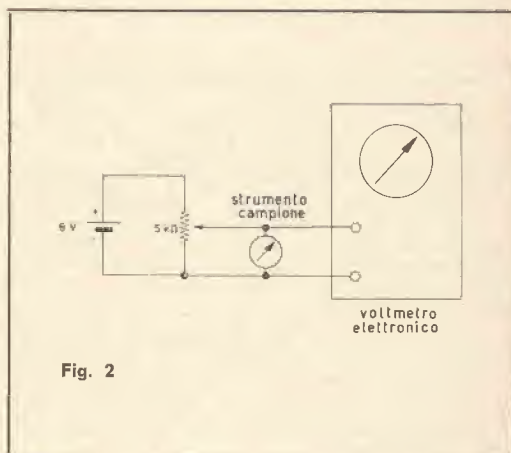 strumento
campione
6 V
+
-
5 kΩ
voltmetro
elettronico
Fig. 2